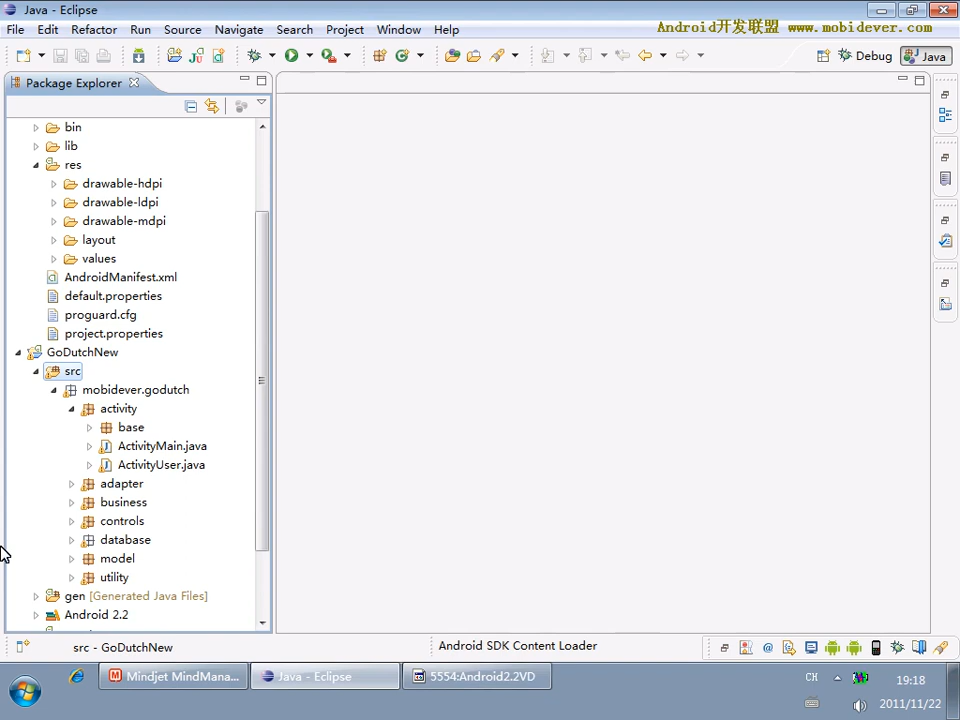 Java - Eclipse
File Edit Refactor Run Source Navigate Search Project Window Help
Android开发联盟 www.mobidever.com
Debug Java
Package Explorer
bin
lib
res
drawable-hdpi
drawable-ldpi
drawable-mdpi
layout
values
AndroidManifest.xml
default.properties
proguard.cfg
project.properties
GoDutchNew
src
mobidever.godutch
activity
base
ActivityMain.java
ActivityUser.java
adapter
business
controls
database
model
utility
gen [Generated Java Files]
Android 2.2
src - GoDutchNew
Android SDK Content Loader
Mindjet MindMana...
Java - Eclipse
5554:Android2.2VD
CH
19:18
2011/11/22